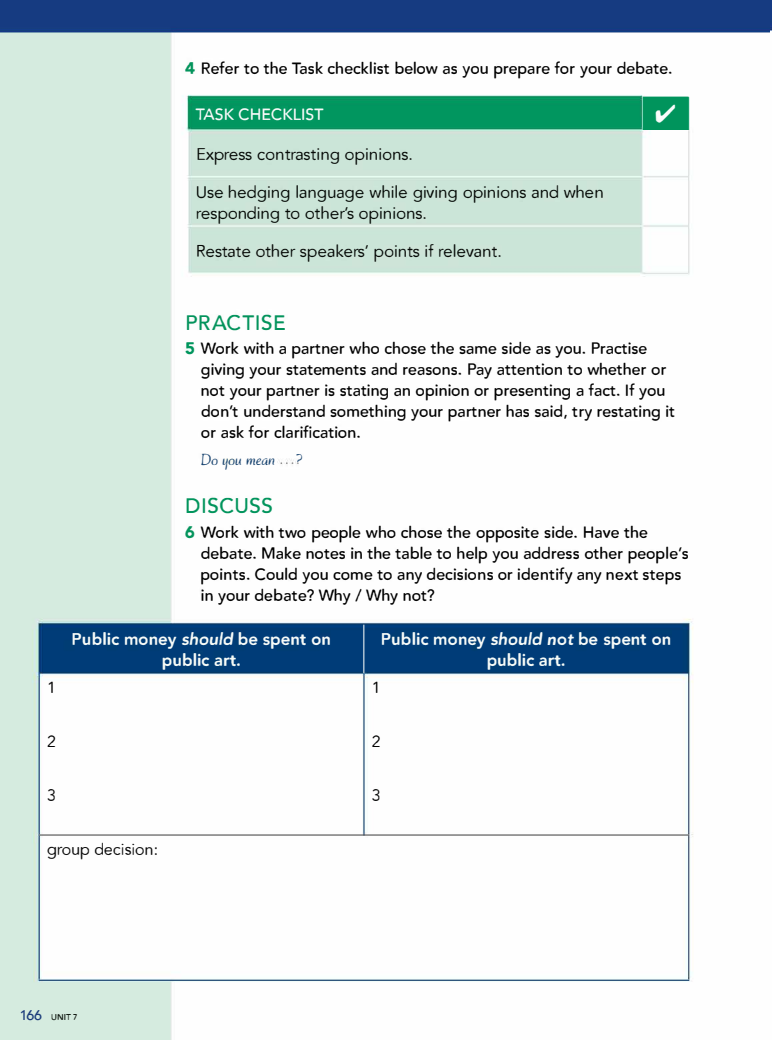 4 Refer to the Task checklist below as you prepare for your debate.
TASK CHECKLIST ✔
Express contrasting opinions.
Use hedging language while giving opinions and when
responding to other's opinions.
Restate other speakers' points if relevant.
PRACTISE
5 Work with a partner who chose the same side as you. Practise
giving your statements and reasons. Pay attention to whether or
not your partner is stating an opinion or presenting a fact. If you
don't understand something your partner has said, try restating it
or ask for clarification.
Do you mean ...?
DISCUSS
6 Work with two people who chose the opposite side. Have the
debate. Make notes in the table to help you address other people's
points. Could you come to any decisions or identify any next steps
in your debate? Why / Why not?
Public money should be spent on
public art.
Public money should not be spent on
public art.
1
1
2
2
3
3
group decision:
166 UNIT 7